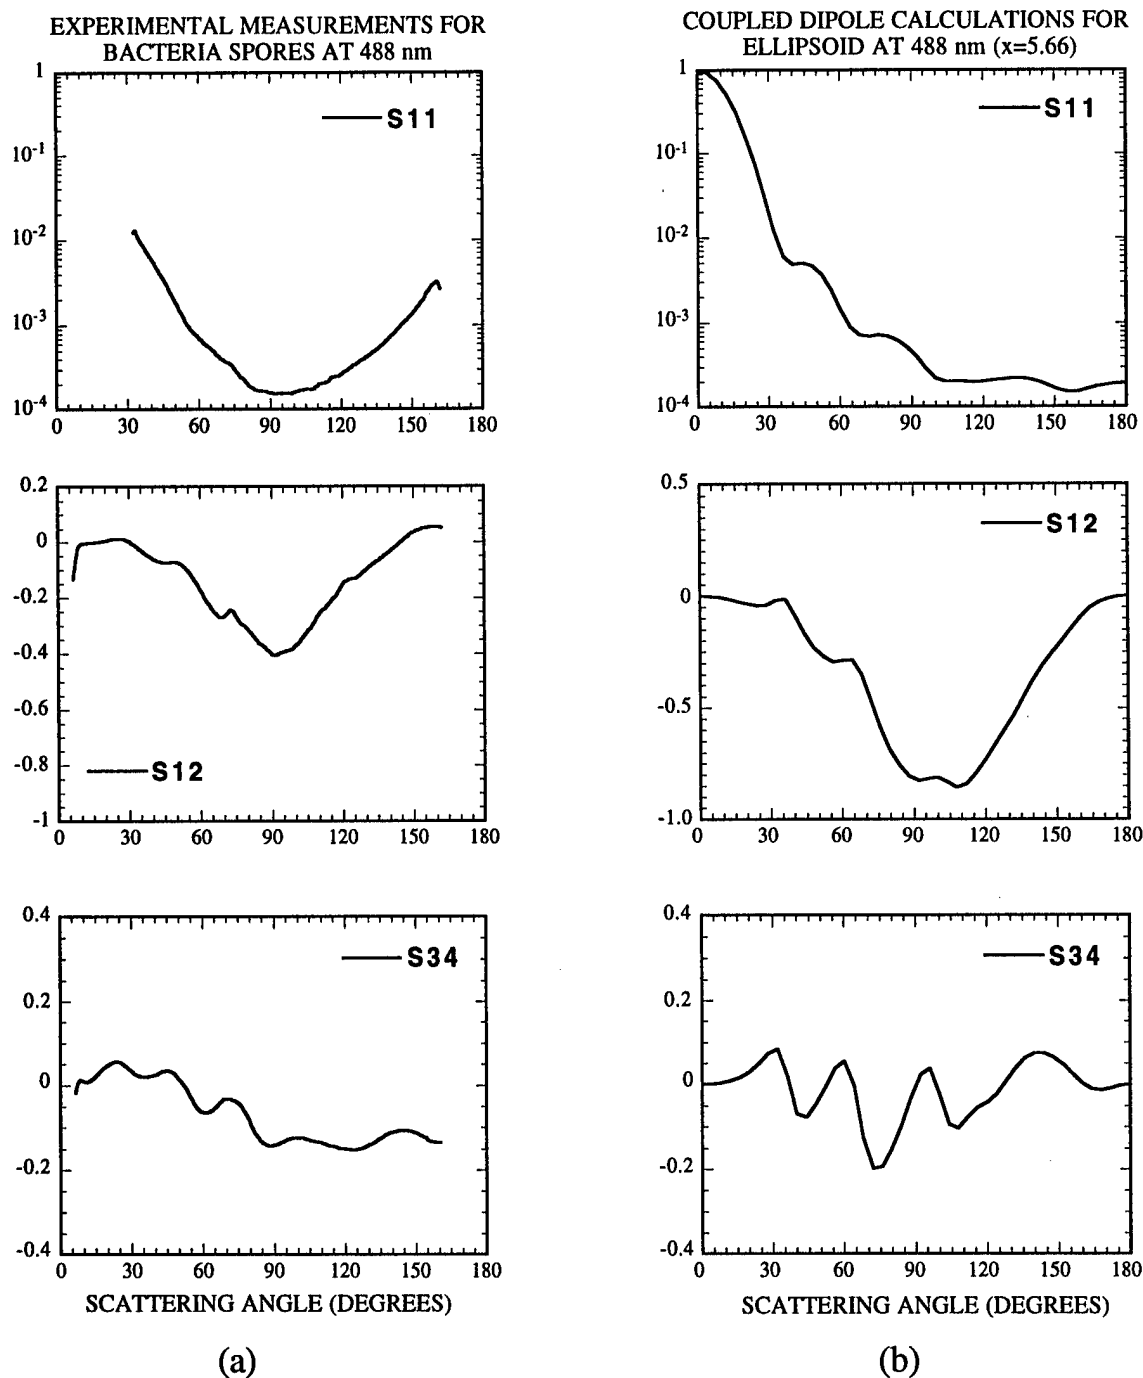 EXPERIMENTAL MEASUREMENTS FOR
BACTERIA SPORES AT 488 nm
1
10-1
10-2
10-3
10-4
S11
0 30 60 90 120 150 180
0.2
0
-0.2
-0.4
-0.6
-0.8
-1
S12
0 30 60 90 120 150 180
0.4
0.2
0
-0.2
-0.4
S34
0 30 60 90 120 150 180
SCATTERING ANGLE (DEGREES)
(a)
COUPLED DIPOLE CALCULATIONS FOR
ELLIPSOID AT 488 nm (x=5.66)
1
10-1
10-2
10-3
10-4
S11
0 30 60 90 120 150 180
0.5
0
-0.5
-1.0
S12
0 30 60 90 120 150 180
0.4
0.2
0
-0.2
-0.4
S34
0 30 60 90 120 150 180
SCATTERING ANGLE (DEGREES)
(b)